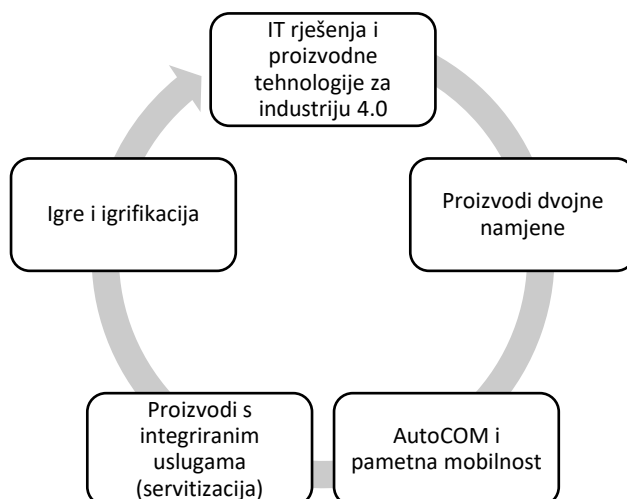 IT rješenja i
proizvodne
tehnologije za
industriju 4.0
Proizvodi dvojne
namjene
AutoCOM i
pametna mobilnost
Proizvodi s
integriranim
uslugama
(servitizacija)
Igre i igrifikacija